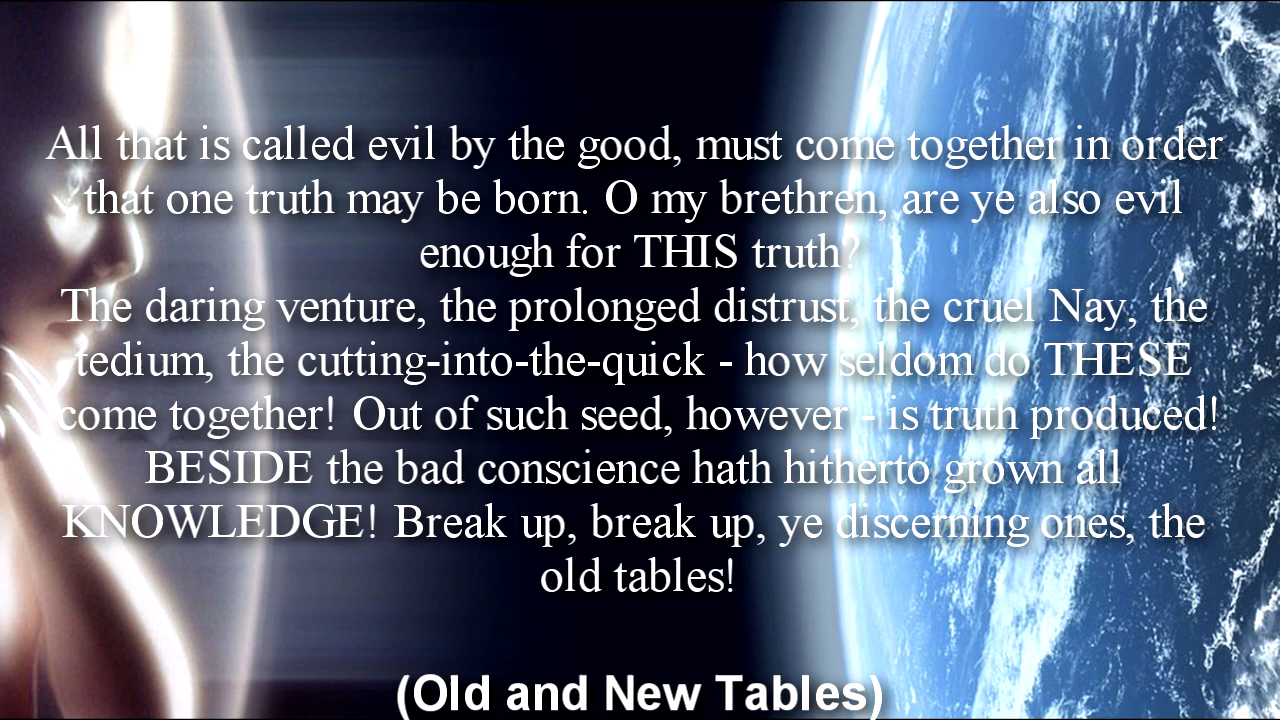 All that is called evil by the good, must come together in order
that one truth may be born. O my brethren, are ye also evil
enough for THIS truth?
The daring venture, the prolonged distrust, the cruel Nay, the
tedium, the cutting-into-the-quick - how seldom do THESE
come together! Out of such seed, however - is truth produced!
BESIDE the bad conscience hath hitherto grown all
KNOWLEDGE! Break up, break up, ye discerning ones, the
old tables!
(Old and New Tables)